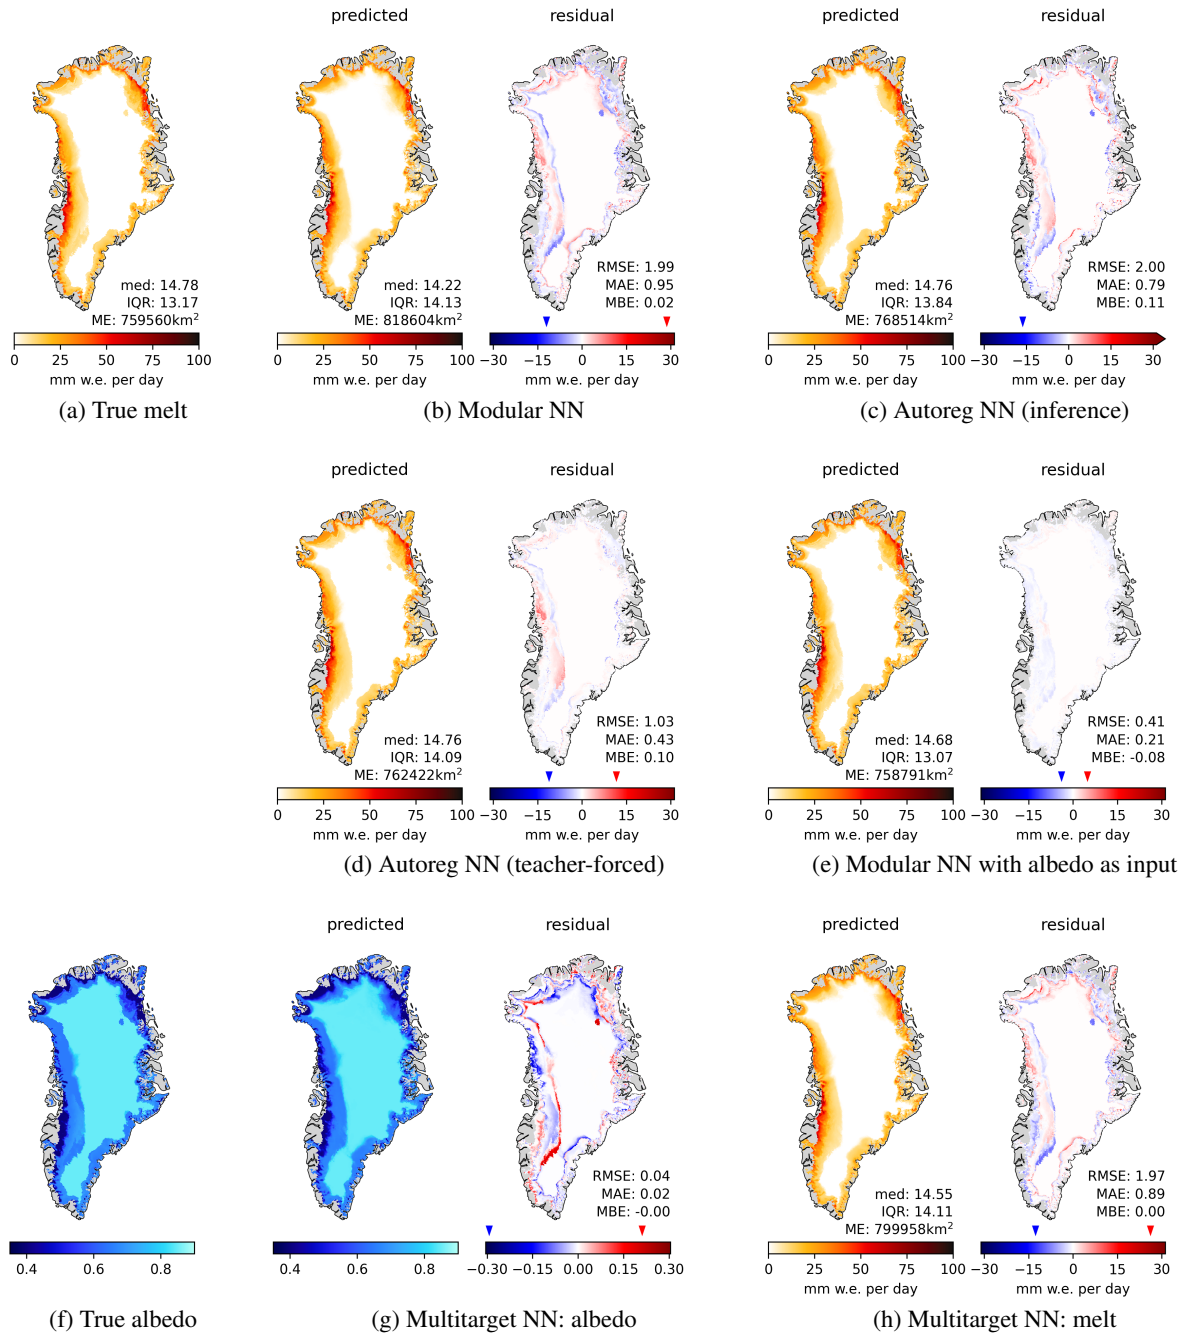 predicted
residual
predicted
residual
med: 14.78
IQR: 13.17
ME: 759560km²
0 25 50 75 100
mm w.e. per day
(a) True melt
med: 14.22
IQR: 14.13
ME: 818604km²
0 25 50 75 100
mm w.e. per day
RMSE: 1.99
MAE: 0.95
MBE: 0.02
−30 −15 0 15 30
mm w.e. per day
(b) Modular NN
med: 14.76
IQR: 13.84
ME: 768514km²
0 25 50 75 100
mm w.e. per day
RMSE: 2.00
MAE: 0.79
MBE: 0.11
−30 −15 0 15 30
mm w.e. per day
(c) Autoreg NN (inference)
predicted
residual
predicted
residual
med: 14.76
IQR: 14.09
ME: 762422km²
0 25 50 75 100
mm w.e. per day
RMSE: 1.03
MAE: 0.43
MBE: 0.10
−30 −15 0 15 30
mm w.e. per day
(d) Autoreg NN (teacher-forced)
med: 14.68
IQR: 13.07
ME: 758791km²
0 25 50 75 100
mm w.e. per day
RMSE: 0.41
MAE: 0.21
MBE: -0.08
−30 −15 0 15 30
mm w.e. per day
(e) Modular NN with albedo as input
predicted
residual
predicted
residual
0.4 0.6 0.8
(f) True albedo
0.4 0.6 0.8
RMSE: 0.04
MAE: 0.02
MBE: -0.00
−0.30 −0.15 0.00 0.15 0.30
(g) Multitarget NN: albedo
med: 14.55
IQR: 14.11
ME: 799958km²
0 25 50 75 100
mm w.e. per day
RMSE: 1.97
MAE: 0.89
MBE: 0.00
−30 −15 0 15 30
mm w.e. per day
(h) Multitarget NN: melt